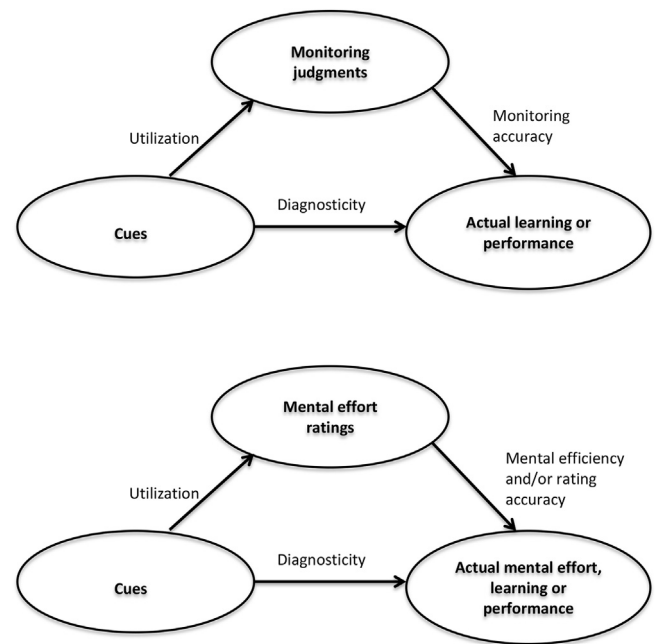 Monitoring
judgments
Utilization
Monitoring
accuracy
Diagnosticity
Cues
Actual learning or
performance
Mental effort
ratings
Utilization
Mental efficiency
and/or rating
accuracy
Diagnosticity
Cues
Actual mental effort,
learning or
performance